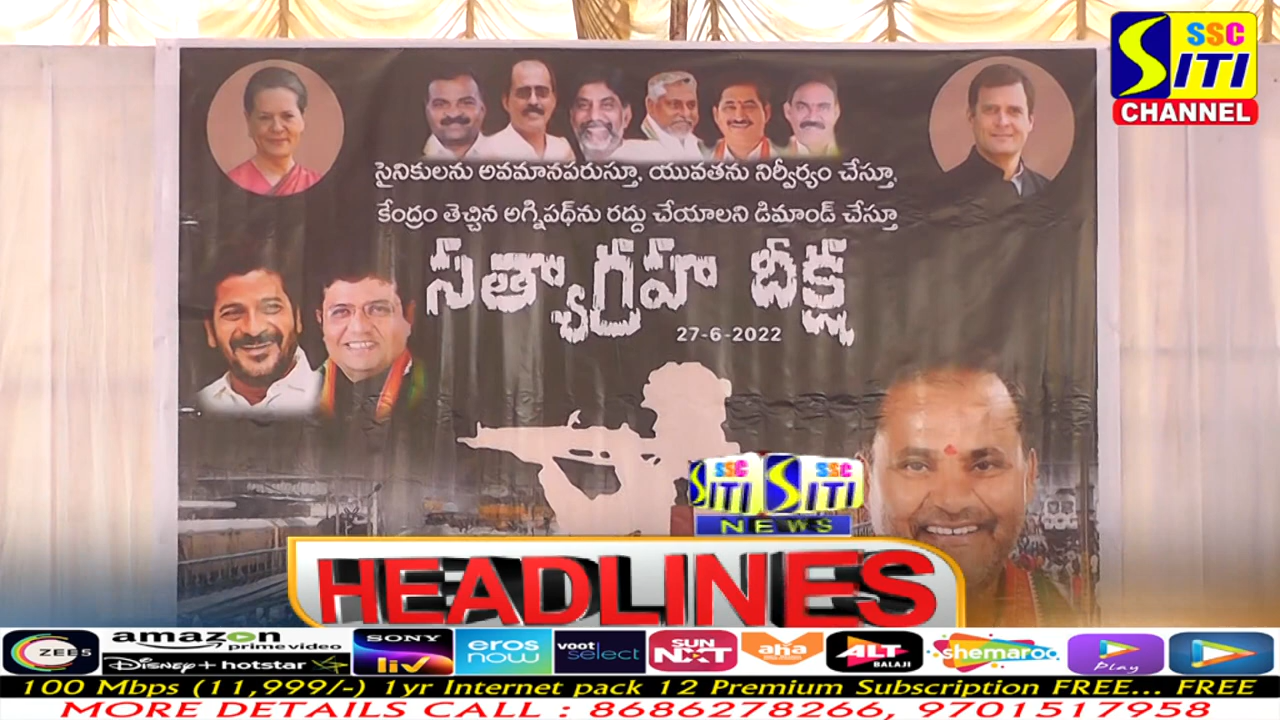 SSC
SITI
CHANNEL
సైనికులను అవమానపరుస్తూ, యువతను నిర్వీర్యం చేస్తూ,
కేంద్రం తెచ్చిన అగ్నిపథ్‌ను రద్దు చేయాలని డిమాండ్ చేస్తూ
సత్యాగ్రహ దీక్ష
27-6-2022
SSC SSC
SITI SITI
NEWS
HEADLINES
ZEE5 amazon primevideo Disney+ hotstar SONY liv eros now voot select SUN NXT aha ALT BALAJI shemaroo Play
100 Mbps (11,999/-) 1yr Internet pack 12 Premium Subscription FREE... FREE
MORE DETAILS CALL : 8686278266, 9701517958